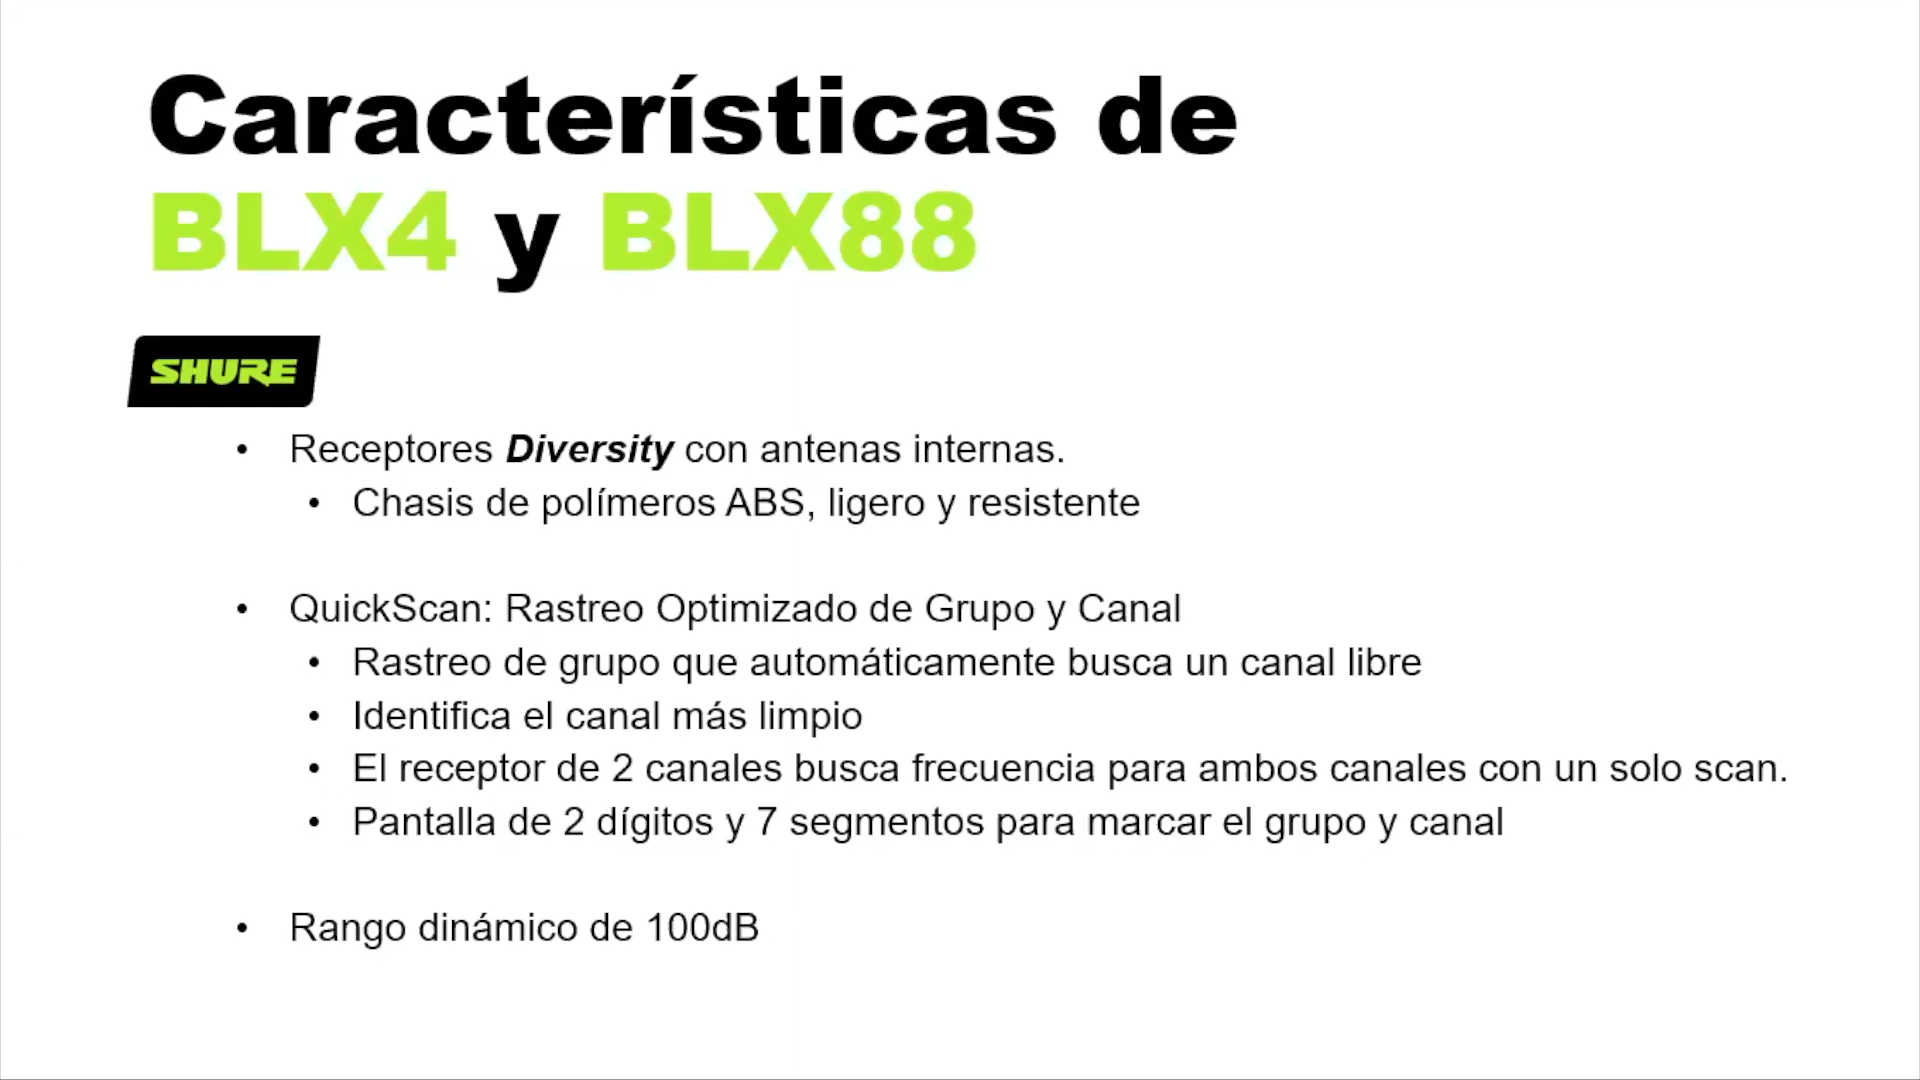 Características de
BLX4 y BLX88
SHURE
• Receptores Diversity con antenas internas.
• Chasis de polímeros ABS, ligero y resistente
• QuickScan: Rastreo Optimizado de Grupo y Canal
• Rastreo de grupo que automáticamente busca un canal libre
• Identifica el canal más limpio
• El receptor de 2 canales busca frecuencia para ambos canales con un solo scan.
• Pantalla de 2 dígitos y 7 segmentos para marcar el grupo y canal
• Rango dinámico de 100dB